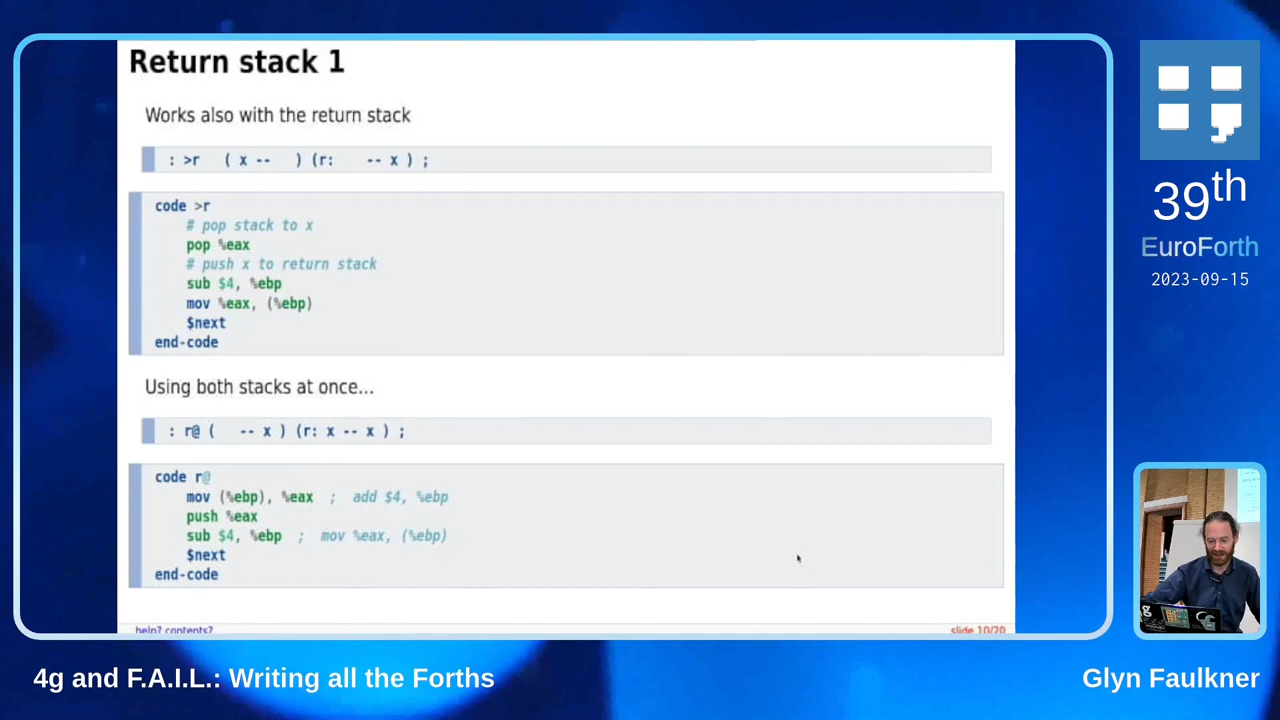 Return stack 1
Works also with the return stack
: >r ( x -- ) (r: -- x ) ;
code >r
# pop stack to x
pop %eax
# push x to return stack
sub $4, %ebp
mov %eax, (%ebp)
$next
end-code
Using both stacks at once...
: r@ ( -- x ) (r: x -- x ) ;
code r@
mov (%ebp), %eax ; add $4, %ebp
push %eax
sub $4, %ebp ; mov %eax, (%ebp)
$next
end-code
help? contents?
slide 10/20
39th
EuroForth
2023-09-15
4g and F.A.I.L.: Writing all the Forths
Glyn Faulkner